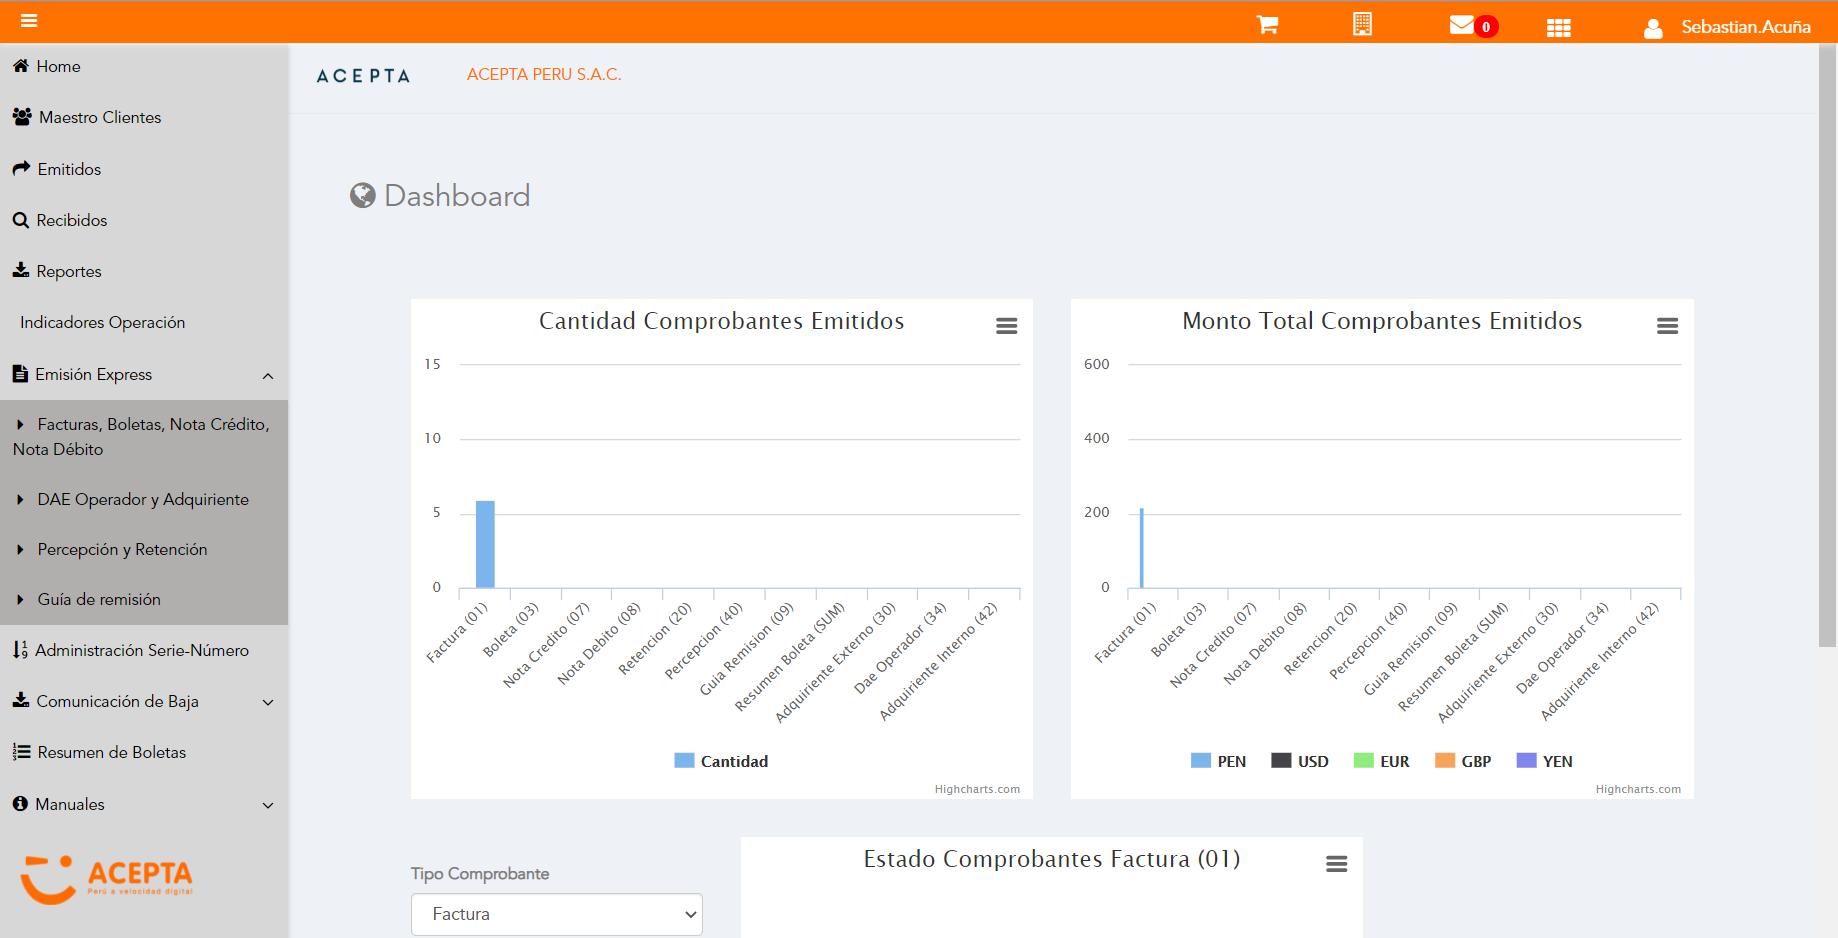 0
Sebastian.Acuña
Home
Maestro Clientes
Emitidos
Recibidos
Reportes
Indicadores Operación
Emisión Express
Facturas, Boletas, Nota Crédito,
Nota Débito
DAE Operador y Adquiriente
Percepción y Retención
Guía de remisión
Administración Serie-Número
Comunicación de Baja
Resumen de Boletas
Manuales
ACEPTA
Perú a velocidad digital
ACEPTA
ACEPTA PERU S.A.C.
Dashboard
Cantidad Comprobantes Emitidos
15
10
5
0
Factura (01)
Boleta (03)
Nota Credito (07)
Nota Debito (08)
Retencion (20)
Percepcion (40)
Guia Remision (09)
Resumen Boleta (SUM)
Adquiriente Externo (30)
Dae Operador (34)
Adquiriente Interno (42)
Cantidad
Highcharts.com
Monto Total Comprobantes Emitidos
600
400
200
0
Factura (01)
Boleta (03)
Nota Credito (07)
Nota Debito (08)
Retencion (20)
Percepcion (40)
Guia Remision (09)
Resumen Boleta (SUM)
Adquiriente Externo (30)
Dae Operador (34)
Adquiriente Interno (42)
PEN USD EUR GBP YEN
Highcharts.com
Tipo Comprobante
Factura
Estado Comprobantes Factura (01)